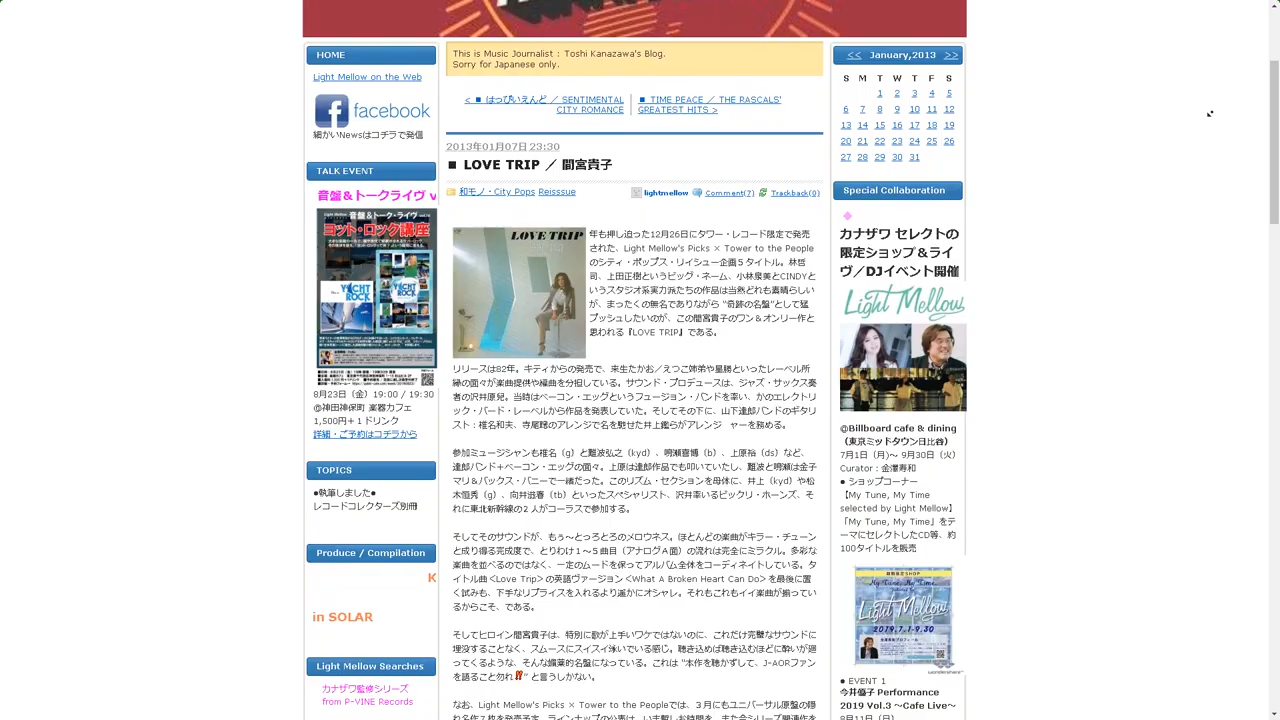 HOME
Light Mellow on the Web
facebook
細かいNewsはコチラで発信
TALK EVENT
音盤＆トークライヴ v
8月23日（金）19:00 / 19:30
@神田神保町 楽器カフェ
1,500円＋１ドリンク
詳細・ご予約はコチラから
TOPICS
●執筆しました●
レコードコレクターズ別冊
Produce / Compilation
K
in SOLAR
Light Mellow Searches
カナザワ監修シリーズ
from P-VINE Records
This is Music Journalist : Toshi Kanazawa's Blog.
Sorry for Japanese only.
< ■ はっぴいえんど ／ SENTIMENTAL
CITY ROMANCE
■ TIME PEACE ／ THE RASCALS'
GREATEST HITS >
2013年01月07日 23:30
■ LOVE TRIP ／ 間宮貴子
和モノ・City Pops Reisssue
lightmellow Comment(7) Trackback(0)
LOVE TRIP
年も押し迫った12月26日にタワー・レコード限定で発売
された、Light Mellow's Picks × Tower to the People
のシティ・ポップス・リイシュー企画５タイトル。林哲
司、上田正樹というビッグ・ネーム、小林泉美とCINDYと
いうスタジオ系実力派たちの作品は当然どれも素晴らしい
が、まったくの無名でありながら “奇跡の名盤”として猛
プッシュしたいのが、この間宮貴子のワン＆オンリー作と
思われる『LOVE TRIP』である。
リリースは82年。キティからの発売で、来生たかお／えつこ姉弟や星勝といったレーベル所
縁の面々が楽曲提供や編曲を分担している。サウンド・プロデュースは、ジャズ・サックス奏
者の沢井原兒。当時はベーコン・エッグというフュージョン・バンドを率い、かのエレクトリ
ック・バード・レーベルから作品を発表していた。そしてその下に、山下達郎バンドのギタリ
スト：椎名和夫、寺尾聰のアレンジで名を馳せた井上鑑らがアレンジ　ャーを務める。
参加ミュージシャンも椎名（g）と難波弘之（kyd）、明瀬喜博（b）、上原裕（ds）など、
達郎バンド＋ベーコン・エッグの面々。上原は達郎作品でも叩いていたし、難波と明瀬は金子
マリ＆バックス・バニーで一緒だった。このリズム・セクションを母体に、井上（kyd）や松
木恒秀（g）、向井滋春（tb）といったスペシャリスト、沢井率いるビックリ・ホーンズ、そ
れに東北新幹線の２人がコーラスで参加する。
そしてそのサウンドが、もぅ〜とっろとろのメロウネス。ほとんどの楽曲がキラー・チューン
と成り得る完成度で、とりわけ１〜５曲目（アナログＡ面）の流れは完全にミラクル。多彩な
楽曲を並べるのではなく、一定のムードを保ってアルバム全体をコーディネイトしている。タ
イトル曲＜Love Trip＞の英語ヴァージョン＜What A Broken Heart Can Do＞を最後に置
く試みも、下手なリプライズを入れるより遥かにオシャレ。それもこれもイイ楽曲が揃ってい
るからこそ、である。
そしてヒロイン間宮貴子は、特別に歌が上手いワケではないのに、これだけ完璧なサウンドに
埋没することなく、スムースにスイスイ泳いでいる感じ。聴き込めば聴き込むほどに酔いが廻
ってくるような、そんな媚薬的名盤になっている。これは “本作を聴かずして、J-AORファン
を語ること勿れ‼” と言うしかない。
なお、Light Mellow's Picks × Tower to the Peopleでは、３月にもユニバーサル原盤の隠
<< January,2013 >>
S M T W T F S
1 2 3 4 5
6 7 8 9 10 11 12
13 14 15 16 17 18 19
20 21 22 23 24 25 26
27 28 29 30 31
Special Collaboration
◆
カナザワ セレクトの
限定ショップ＆ライ
ヴ／DJイベント開催
Light Mellow
@Billboard cafe & dining
（東京ミッドタウン日比谷）
7月1日（月)〜 9月30日（火）
Curator : 金澤寿和
● ショップコーナー
【My Tune, My Time
selected by Light Mellow】
「My Tune, My Time」をテ
ーマにセレクトしたCD等、約
100タイトルを販売
My Tune, My Time
Light Mellow
2019.7.1-9.30
● EVENT 1
今井優子 Performance
2019 Vol.3 〜Cafe Live〜
8月11日（日）